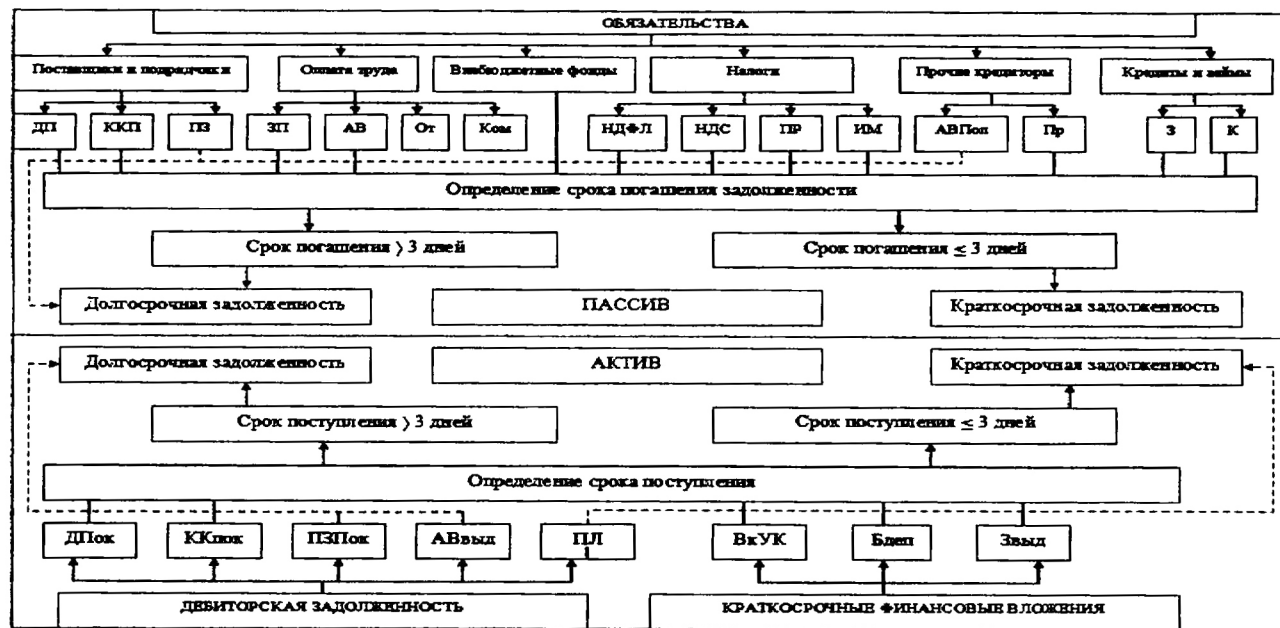 ОБЯЗАТЕЛЬСТВА
Поставщики и подрядчики
Оплата труда
Внебюджетные фонды
Налоги
Прочие кредиторы
Кредиты и займы
ДП
ККП
ПЗ
ЗП
АВ
От
Ком
НДФЛ
НДС
ПР
ИМ
АВПол
Пр
З
К
Определение срока погашения задолженности
Срок погашения > 3 дней
Срок погашения ≤ 3 дней
Долгосрочная задолженность
ПАССИВ
Краткосрочная задолженность
Долгосрочная задолженность
АКТИВ
Краткосрочная задолженность
Срок поступления > 3 дней
Срок поступления ≤ 3 дней
Определение срока поступления
ДПок
ККпок
ПЗПок
АВвыд
ПЛ
ВкУК
Бдеп
Звыд
ДЕБИТОРСКАЯ ЗАДОЛЖЕННОСТЬ
КРАТКОСРОЧНЫЕ ФИНАНСОВЫЕ ВЛОЖЕНИЯ